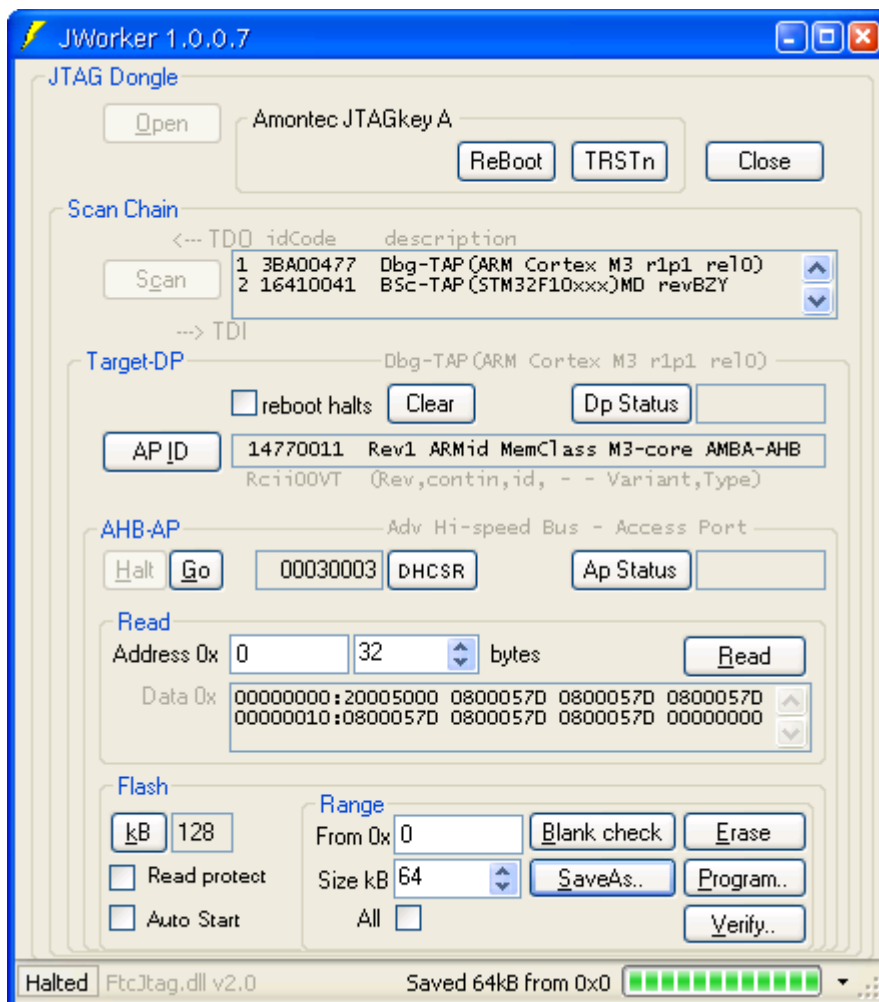 JWorker 1.0.0.7
JTAG Dongle
Open
Amontec JTAGkey A
ReBoot TRSTn Close
Scan Chain
<--- TDO idCode description
Scan
1 3BA00477 Dbg-TAP(ARM Cortex M3 r1p1 rel0)
2 16410041 BSc-TAP(STM32F10xxx)MD revBZY
---> TDI
Target-DP Dbg-TAP(ARM Cortex M3 r1p1 rel0)
reboot halts Clear Dp Status
AP ID 14770011 Rev1 ARMid MemClass M3-core AMBA-AHB
Rcii00VT (Rev,contin,id, - - Variant,Type)
AHB-AP Adv Hi-speed Bus - Access Port
Halt Go 00030003 DHCSR Ap Status
Read
Address 0x 0 32 bytes Read
Data 0x 00000000:20005000 0800057D 0800057D 0800057D
00000010:0800057D 0800057D 0800057D 00000000
Flash
Range
kB 128 From 0x 0 Blank check Erase
Read protect Size kB 64 SaveAs.. Program..
Auto Start All Verify..
Halted FtcJtag.dll v2.0 Saved 64kB from 0x0